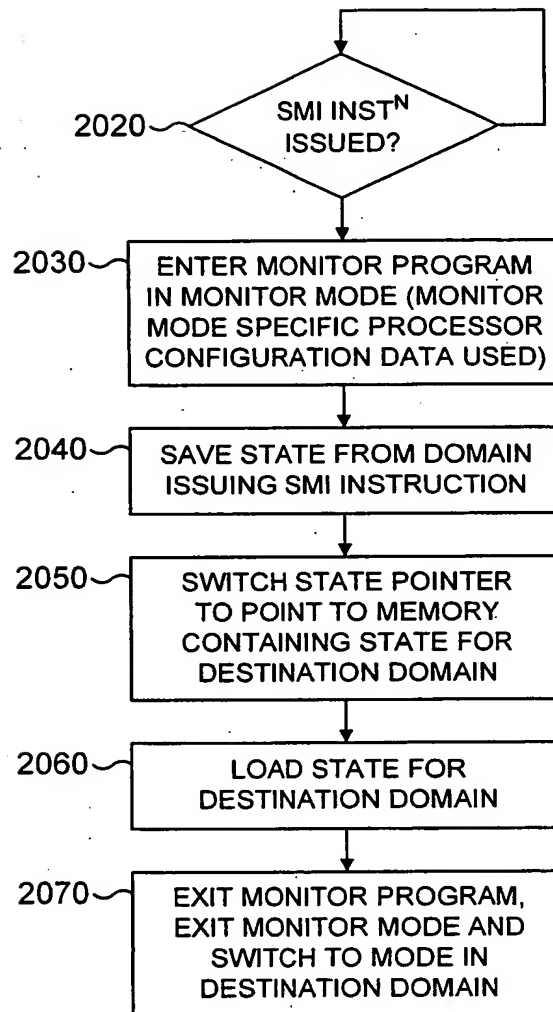 2020
SMI INST^N
ISSUED?
2030
ENTER MONITOR PROGRAM
IN MONITOR MODE (MONITOR
MODE SPECIFIC PROCESSOR
CONFIGURATION DATA USED)
2040
SAVE STATE FROM DOMAIN
ISSUING SMI INSTRUCTION
2050
SWITCH STATE POINTER
TO POINT TO MEMORY
CONTAINING STATE FOR
DESTINATION DOMAIN
2060
LOAD STATE FOR
DESTINATION DOMAIN
2070
EXIT MONITOR PROGRAM,
EXIT MONITOR MODE AND
SWITCH TO MODE IN
DESTINATION DOMAIN